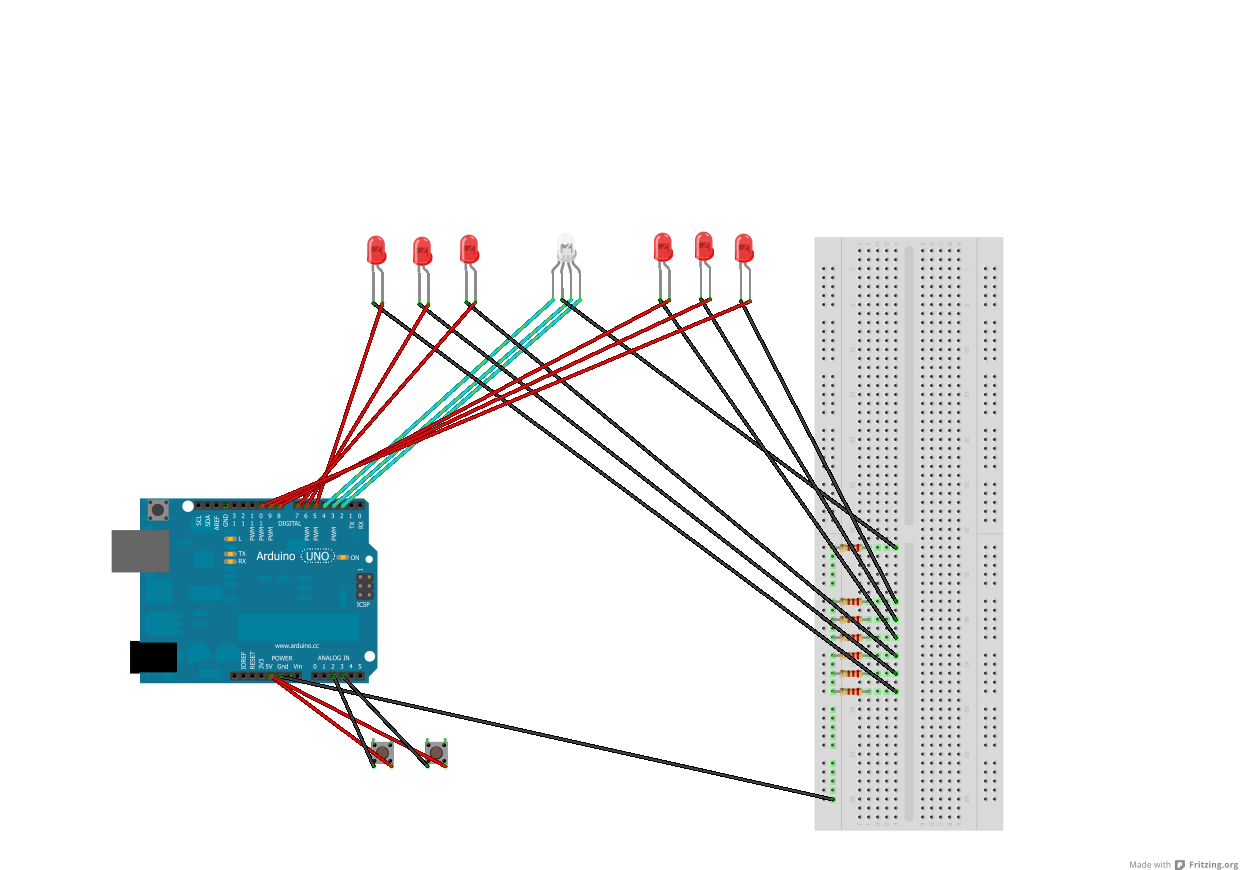 SCL
SDA
AREF
GND
13
12
PWM 11
PWM 10
PWM 9
8
7
PWM 6
PWM 5
4
PWM 3
2
TX 1
RX 0
DIGITAL
L
TX
RX
Arduino UNO
ON
1
ICSP
www.arduino.cc
POWER
ANALOG IN
IOREF
RESET
3V3
5V
Gnd
Vin
0 1 2 3 4 5
Made with Fritzing.org